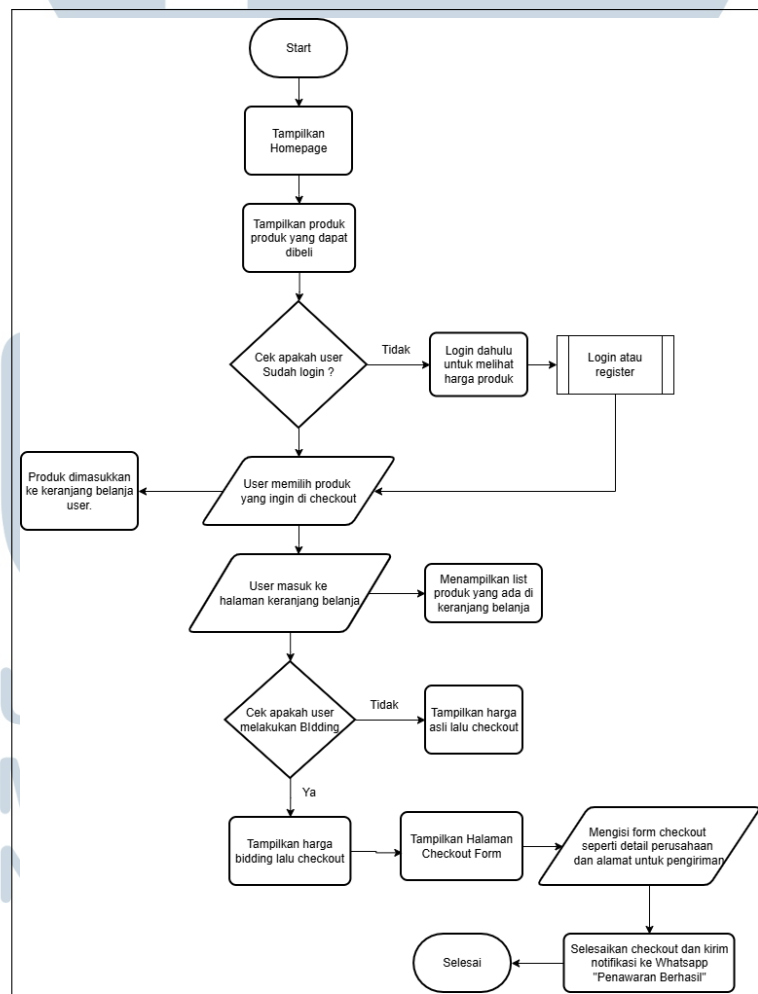 Start
Tampilkan
Homepage
Tampilkan produk
produk yang dapat
dibeli
Cek apakah user
Sudah login ?
Tidak
Login dahulu
untuk melihat
harga produk
Login atau
register
Produk dimasukkan
ke keranjang belanja
user.
User memilih produk
yang ingin di checkout
User masuk ke
halaman keranjang belanja
Menampilkan list
produk yang ada di
keranjang belanja
Cek apakah user
melakukan BIdding
Tidak
Tampilkan harga
asli lalu checkout
Ya
Tampilkan harga
bidding lalu checkout
Tampilkan Halaman
Checkout Form
Mengisi form checkout
seperti detail perusahaan
dan alamat untuk pengiriman
Selesaikan checkout dan kirim
notifikasi ke Whatsapp
"Penawaran Berhasil"
Selesai